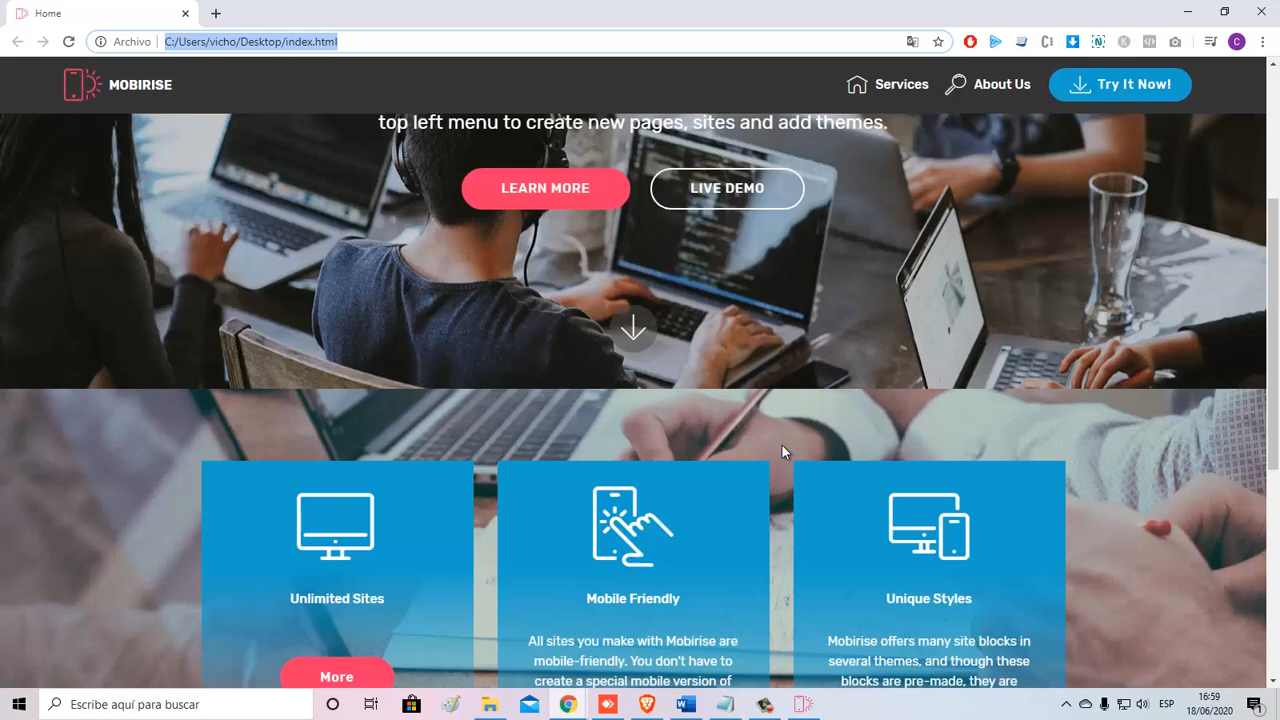 Home
Archivo
C:/Users/vicho/Desktop/index.html
MOBIRISE
Services
About Us
Try It Now!
top left menu to create new pages, sites and add themes.
LEARN MORE
LIVE DEMO
Unlimited Sites
Mobile Friendly
Unique Styles
All sites you make with Mobirise are
mobile-friendly. You don't have to
create a special mobile version of
Mobirise offers many site blocks in
several themes, and though these
blocks are pre-made, they are
More
Escribe aquí para buscar
ESP
16:59
18/06/2020